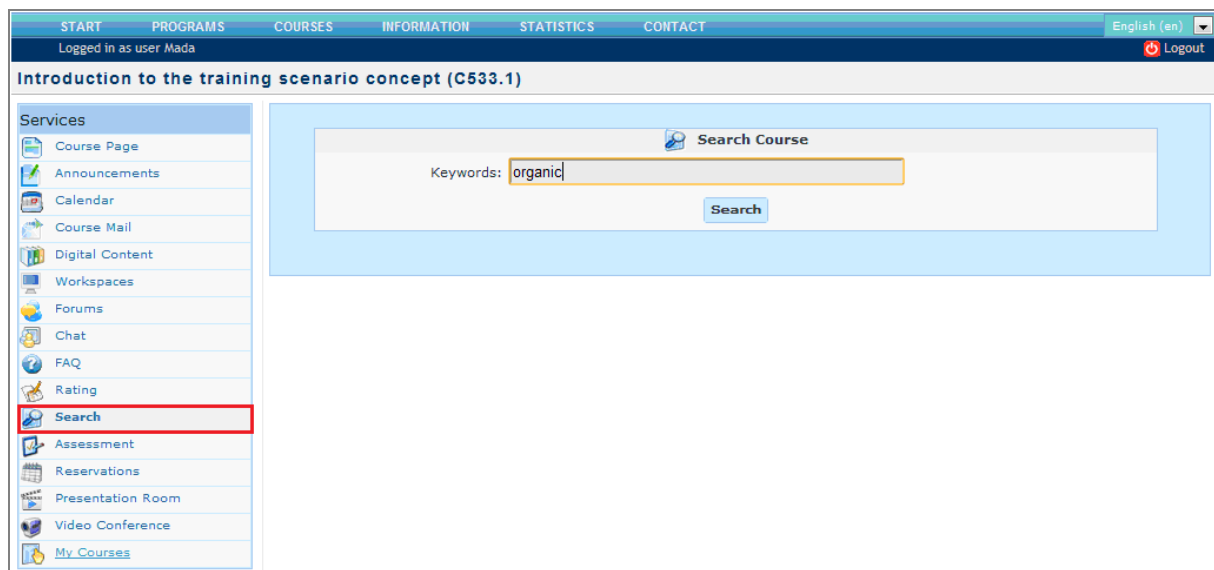 START PROGRAMS COURSES INFORMATION STATISTICS CONTACT English (en)
Logged in as user Mada Logout
Introduction to the training scenario concept (C533.1)
Services
Course Page
Announcements
Calendar
Course Mail
Digital Content
Workspaces
Forums
Chat
FAQ
Rating
Search
Assessment
Reservations
Presentation Room
Video Conference
My Courses
Search Course
Keywords: organic
Search